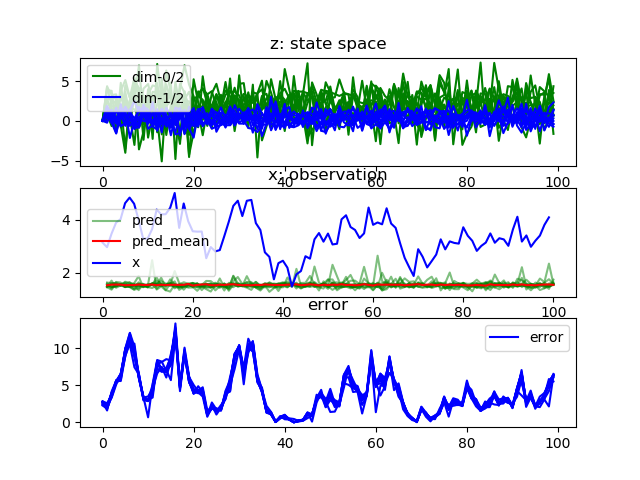 z: state space
5
0
−5
dim-0/2
dim-1/2
0 20 40 60 80 100
x: observation
4
2
pred
pred_mean
x
0 20 40 60 80 100
error
10
5
0
error
0 20 40 60 80 100